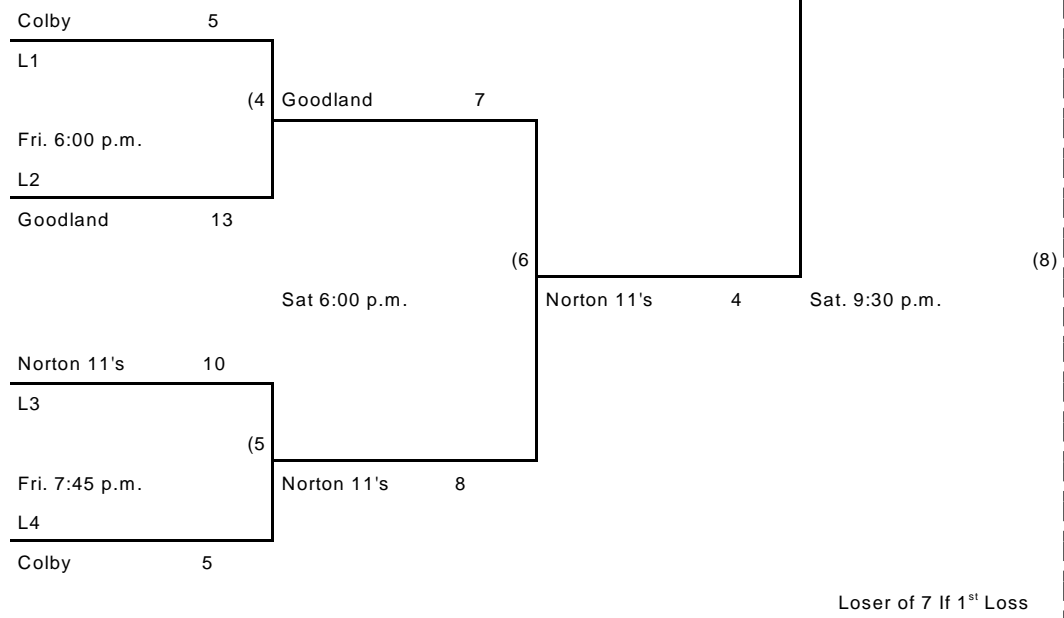 Colby 5
L1
(4 Goodland 7
Fri. 6:00 p.m.
L2
Goodland 13
(6 (8)
Sat 6:00 p.m. Norton 11's 4 Sat. 9:30 p.m.
Norton 11's 10
L3
(5
Fri. 7:45 p.m. Norton 11's 8
L4
Colby 5
Loser of 7 If 1st Loss